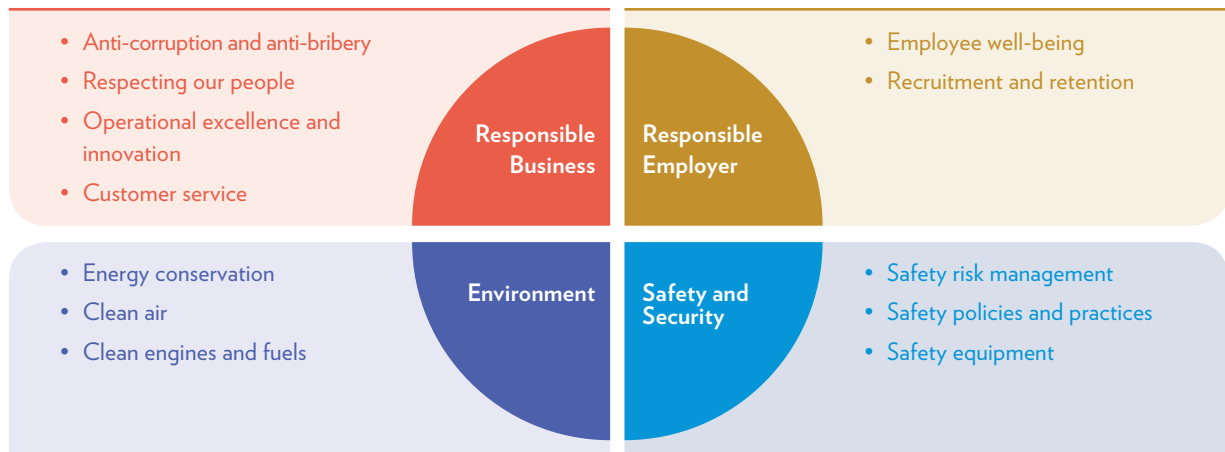 • Anti-corruption and anti-bribery
• Respecting our people
• Operational excellence and
innovation
• Customer service
Responsible
Business
Responsible
Employer
• Employee well-being
• Recruitment and retention
• Energy conservation
• Clean air
• Clean engines and fuels
Environment
Safety and
Security
• Safety risk management
• Safety policies and practices
• Safety equipment